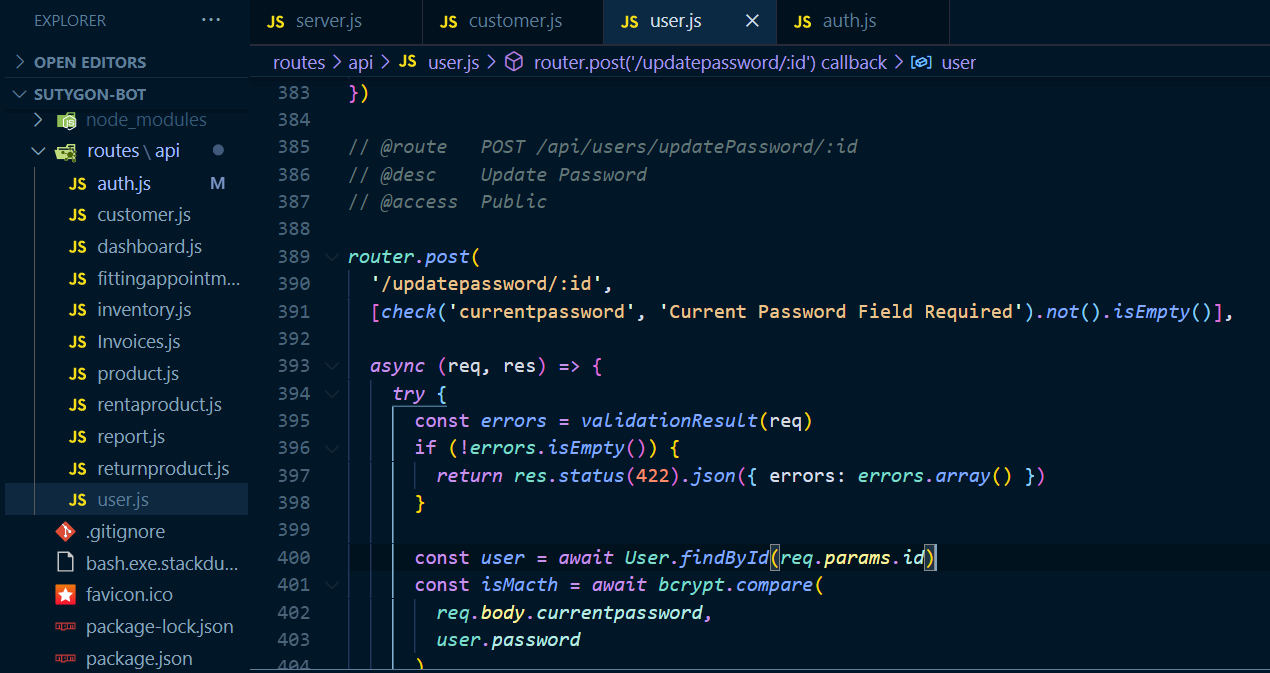 EXPLORER ···
OPEN EDITORS
SUTYGON-BOT
node_modules
routes \ api
JS auth.js M
JS customer.js
JS dashboard.js
JS fittingappointm...
JS inventory.js
JS Invoices.js
JS product.js
JS rentaproduct.js
JS report.js
JS returnproduct.js
JS user.js
.gitignore
bash.exe.stackdu...
favicon.ico
package-lock.json
package.json
JS server.js JS customer.js JS user.js × JS auth.js
routes > api > JS user.js > router.post('/updatepassword/:id') callback > user
383 })
384
385 // @route POST /api/users/updatePassword/:id
386 // @desc Update Password
387 // @access Public
388
389 router.post(
390 '/updatepassword/:id',
391 [check('currentpassword', 'Current Password Field Required').not().isEmpty()],
392
393 async (req, res) => {
394 try {
395 const errors = validationResult(req)
396 if (!errors.isEmpty()) {
397 return res.status(422).json({ errors: errors.array() })
398 }
399
400 const user = await User.findById(req.params.id)
401 const isMacth = await bcrypt.compare(
402 req.body.currentpassword,
403 user.password
404 )